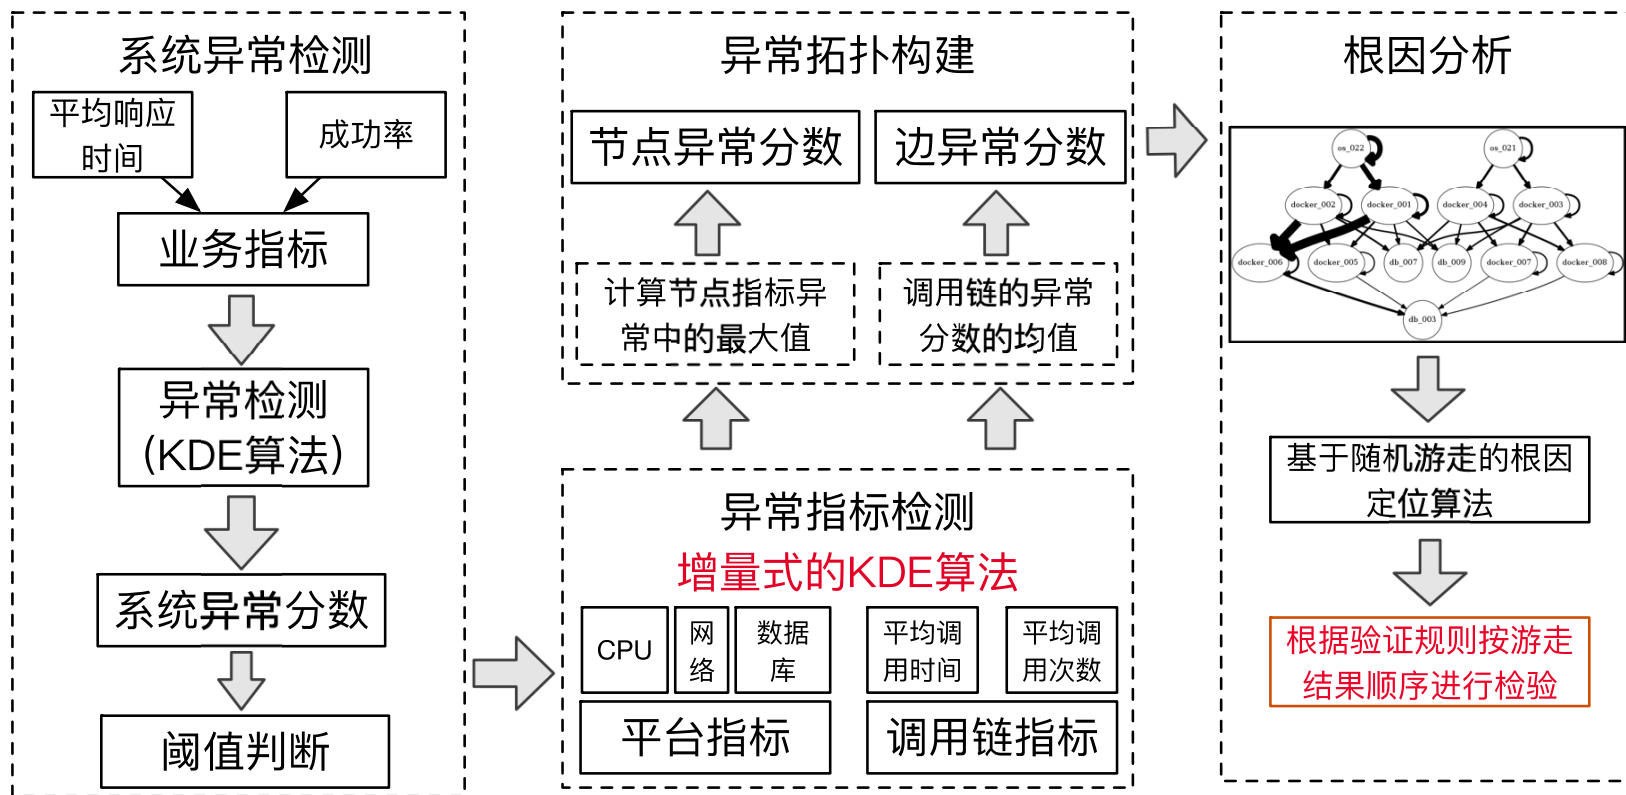 系统异常检测
平均响应
时间
成功率
业务指标
异常检测
(KDE算法)
系统异常分数
阈值判断
异常拓扑构建
节点异常分数
边异常分数
计算节点指标异
常中的最大值
调用链的异常
分数的均值
异常指标检测
增量式的KDE算法
CPU
网
络
数据
库
平均调
用时间
平均调
用次数
平台指标
调用链指标
根因分析
os_022
os_021
docker_002
docker_001
docker_004
docker_003
docker_006
docker_005
db_007
db_009
docker_007
docker_008
db_003
基于随机游走的根因
定位算法
根据验证规则按游走
结果顺序进行检验